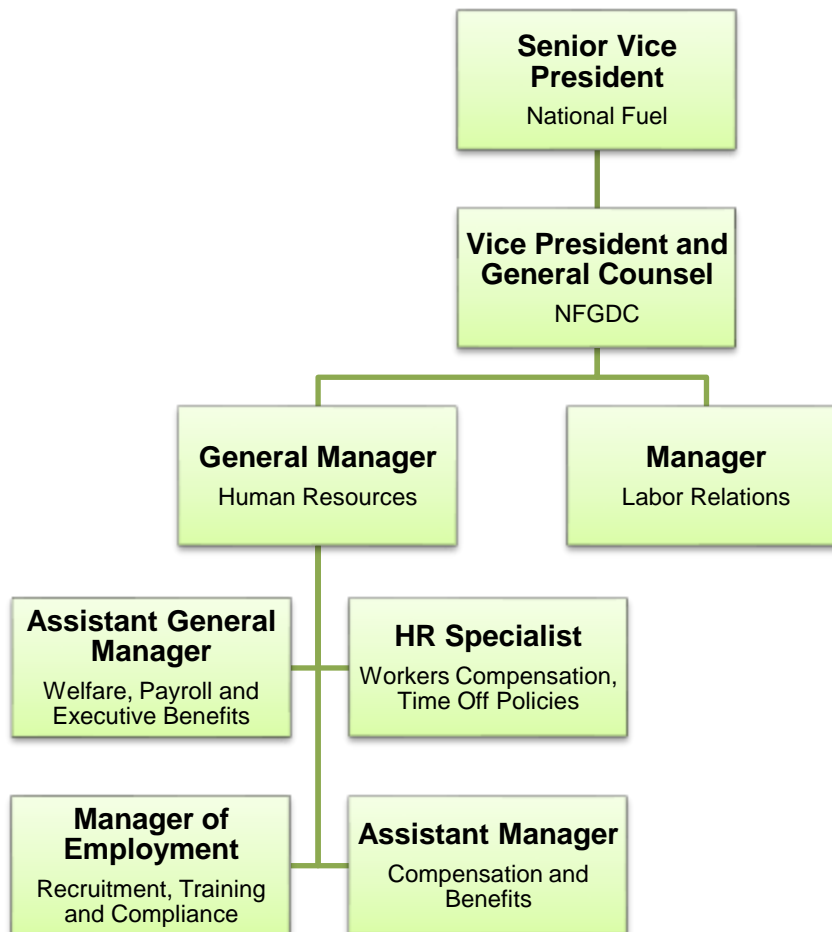 Senior Vice
President
National Fuel
Vice President and
General Counsel
NFGDC
General Manager
Human Resources
Manager
Labor Relations
Assistant General
Manager
Welfare, Payroll and
Executive Benefits
HR Specialist
Workers Compensation,
Time Off Policies
Manager of
Employment
Recruitment, Training
and Compliance
Assistant Manager
Compensation and
Benefits